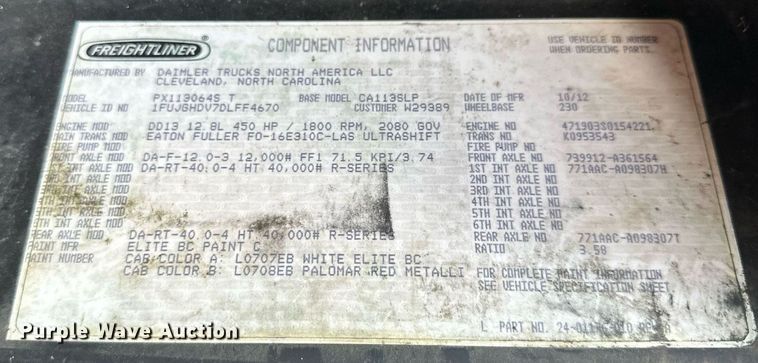 FREIGHTLINER
COMPONENT INFORMATION
USE VEHICLE ID NUMBER
WHEN ORDERING PARTS.
MANUFACTURED BY DAIMLER TRUCKS NORTH AMERICA LLC
CLEVELAND, NORTH CAROLINA
MODEL PX113064S T BASE MODEL CA113SLP DATE OF MFR 10/12
VEHICLE ID NO 1FUJGHDV7DLFF4670 CUSTOMER W29389 WHEELBASE 230
ENGINE MOD DD13 12.8L 450 HP / 1800 RPM, 2080 GOV ENGINE NO 471903S0154221
MAIN TRANS MOD EATON FULLER FO-16E310C-LAS ULTRASHIFT TRANS NO K0953543
FIRE PUMP MOD FIRE PUMP NO
FRONT AXLE MOD DA-F-12.0-3 12,000# FF1 71.5 KPI/3.74 FRONT AXLE NO 739912-A361564
1ST INT AXLE MOD DA-RT-40.0-4 HT 40,000# R-SERIES 1ST INT AXLE NO 771AAC-A098307H
INT AXLE MOD 2ND INT AXLE NO
INT AXLE MOD 3RD INT AXLE NO
INT AXLE MOD 4TH INT AXLE NO
5TH INT AXLE MOD 5TH INT AXLE NO
6TH INT AXLE MOD 6TH INT AXLE NO
REAR AXLE MOD DA-RT-40.0-4 HT 40,000# R-SERIES REAR AXLE NO 771AAC-A098307T
PAINT MFR ELITE BC PAINT C RATIO 3.58
PAINT NUMBER CAB COLOR A: L0707EB WHITE ELITE BC
CAB COLOR B: L0708EB PALOMAR RED METALLI
FOR COMPLETE PAINT INFORMATION
SEE VEHICLE SPECIFICATION SHEET
PART NO.
Purple Wave Auction